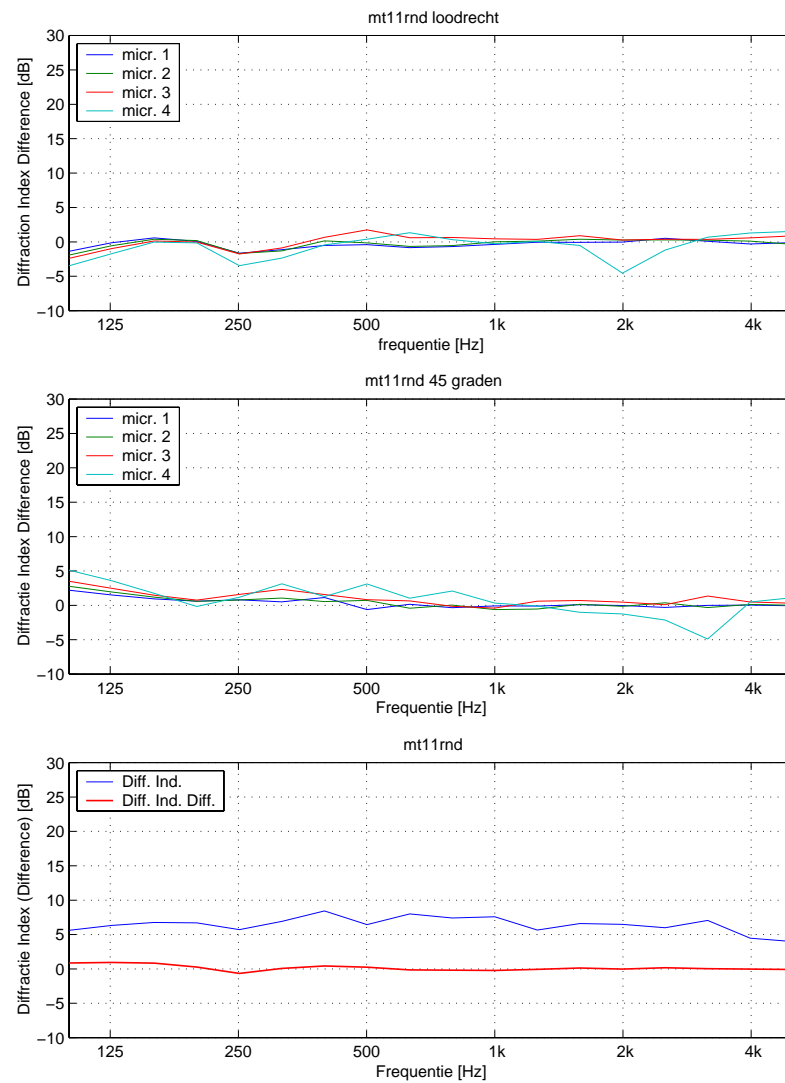 mt11rnd loodrecht
30
25
20
15
10
5
0
−5
−10
Diffraction Index Difference [dB]
micr. 1
micr. 2
micr. 3
micr. 4
125
250
500
1k
2k
4k
frequentie [Hz]
mt11rnd 45 graden
30
25
20
15
10
5
0
−5
−10
Diffractie Index Difference [dB]
micr. 1
micr. 2
micr. 3
micr. 4
125
250
500
1k
2k
4k
Frequentie [Hz]
mt11rnd
30
25
20
15
10
5
0
−5
−10
Diffractie Index (Difference) [dB]
Diff. Ind.
Diff. Ind. Diff.
125
250
500
1k
2k
4k
Frequentie [Hz]